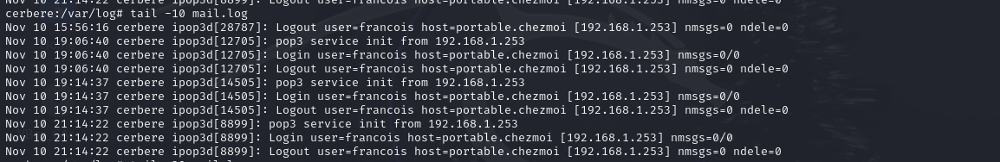 Nov 10 21:14:22 cerbere ipop3d[8899]: Logout user=francois host=portable.chezmoi [192.168.1.253] nmsgs=0 ndele=0
cerbere:/var/log# tail -10 mail.log
Nov 10 15:56:16 cerbere ipop3d[28787]: Logout user=francois host=portable.chezmoi [192.168.1.253] nmsgs=0 ndele=0
Nov 10 19:06:40 cerbere ipop3d[12705]: pop3 service init from 192.168.1.253
Nov 10 19:06:40 cerbere ipop3d[12705]: Login user=francois host=portable.chezmoi [192.168.1.253] nmsgs=0/0
Nov 10 19:06:40 cerbere ipop3d[12705]: Logout user=francois host=portable.chezmoi [192.168.1.253] nmsgs=0 ndele=0
Nov 10 19:14:37 cerbere ipop3d[14505]: pop3 service init from 192.168.1.253
Nov 10 19:14:37 cerbere ipop3d[14505]: Login user=francois host=portable.chezmoi [192.168.1.253] nmsgs=0/0
Nov 10 19:14:37 cerbere ipop3d[14505]: Logout user=francois host=portable.chezmoi [192.168.1.253] nmsgs=0 ndele=0
Nov 10 21:14:22 cerbere ipop3d[8899]: pop3 service init from 192.168.1.253
Nov 10 21:14:22 cerbere ipop3d[8899]: Login user=francois host=portable.chezmoi [192.168.1.253] nmsgs=0/0
Nov 10 21:14:22 cerbere ipop3d[8899]: Logout user=francois host=portable.chezmoi [192.168.1.253] nmsgs=0 ndele=0